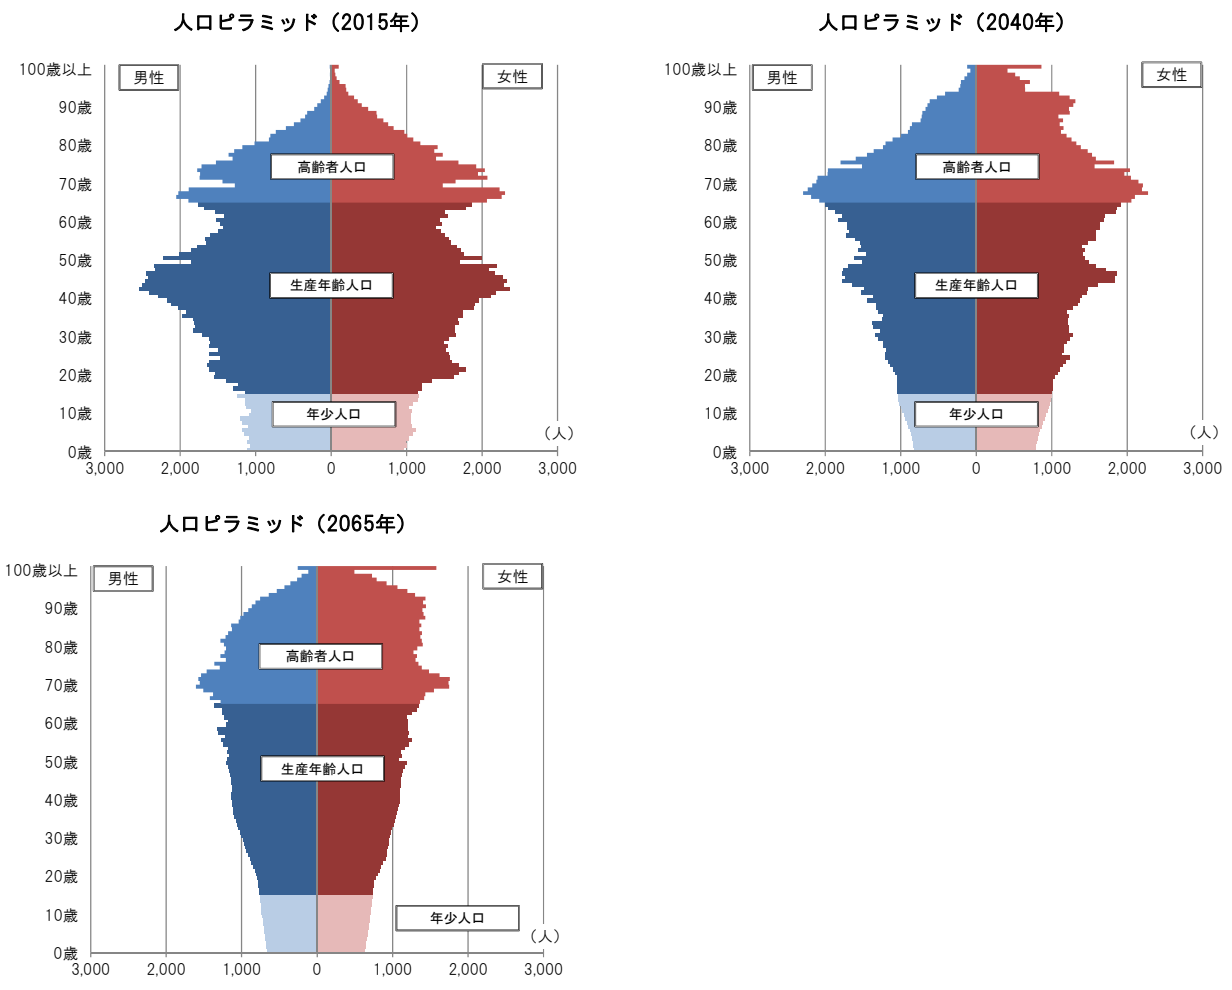 人口ピラミッド（2015年）
100歳以上
男性
女性
90歳
80歳
高齢者人口
70歳
60歳
50歳
生産年齢人口
40歳
30歳
20歳
年少人口
10歳
（人）
0歳
3,000 2,000 1,000 0 1,000 2,000 3,000
人口ピラミッド（2040年）
100歳以上
男性
女性
90歳
80歳
高齢者人口
70歳
60歳
50歳
生産年齢人口
40歳
30歳
20歳
年少人口
10歳
（人）
0歳
3,000 2,000 1,000 0 1,000 2,000 3,000
人口ピラミッド（2065年）
100歳以上
男性
女性
90歳
80歳
高齢者人口
70歳
60歳
50歳
生産年齢人口
40歳
30歳
20歳
10歳
年少人口
（人）
0歳
3,000 2,000 1,000 0 1,000 2,000 3,000